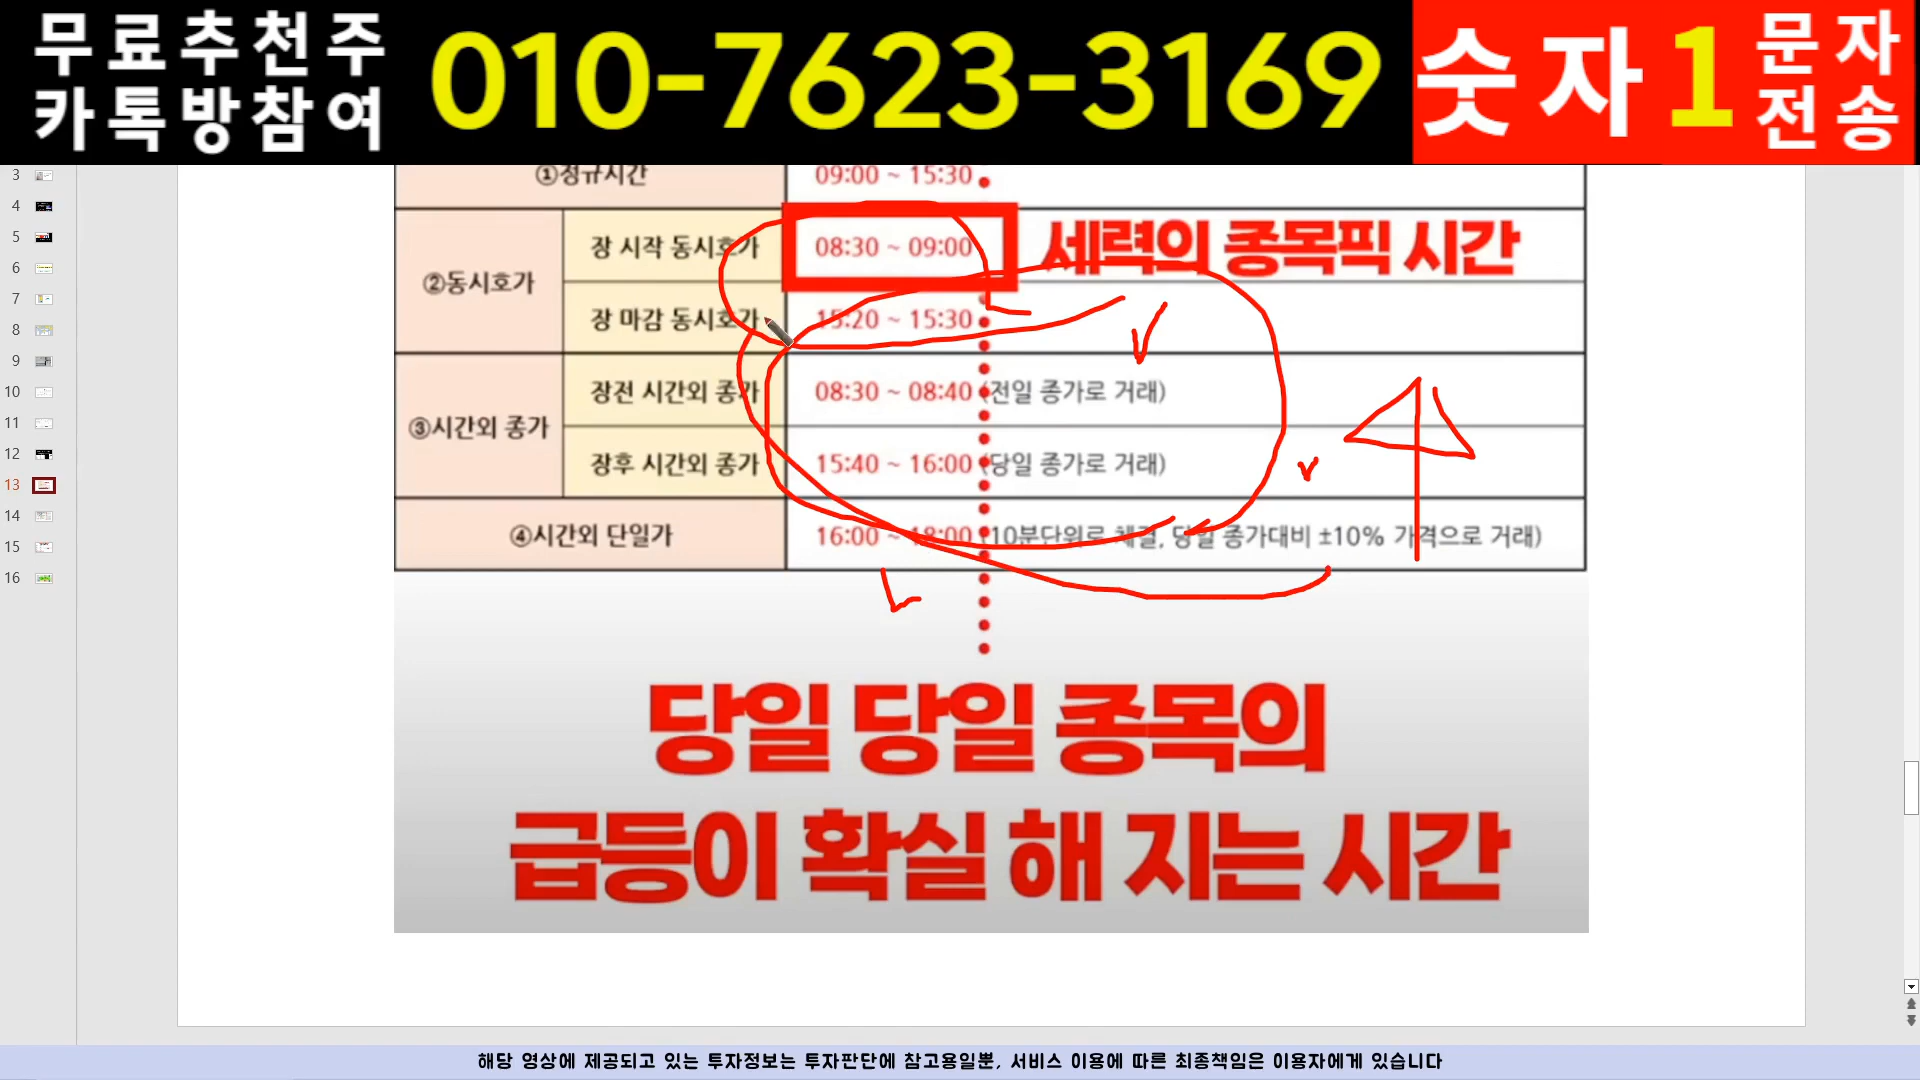 무료추천주
카톡방참여
010-7623-3169
숫자1
문자
전송
3
4
5
6
7
8
9
10
11
12
13
14
15
16
①정규시간
09:00 ~ 15:30
②동시호가
장 시작 동시호가
08:30 ~ 09:00
세력의 종목픽 시간
장 마감 동시호가
15:20 ~ 15:30
③시간외 종가
장전 시간외 종가
08:30 ~ 08:40 (전일 종가로 거래)
장후 시간외 종가
15:40 ~ 16:00 (당일 종가로 거래)
④시간외 단일가
16:00 ~ 18:00 (10분단위로 체결, 당일 종가대비 ±10% 가격으로 거래)
당일 당일 종목의
급등이 확실 해 지는 시간
해당 영상에 제공되고 있는 투자정보는 투자판단에 참고용일뿐, 서비스 이용에 따른 최종책임은 이용자에게 있습니다